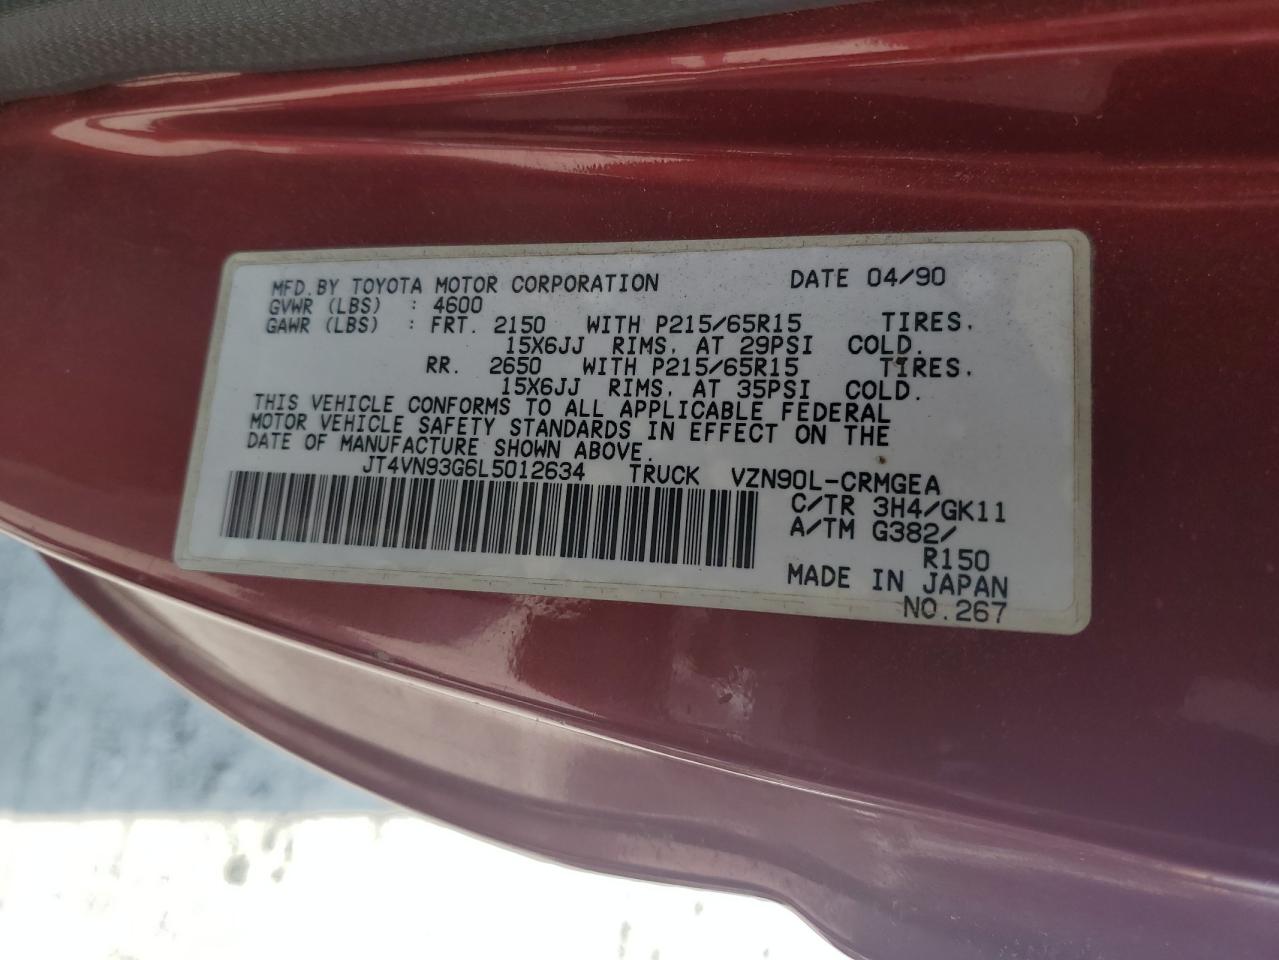 MFD. BY TOYOTA MOTOR CORPORATION DATE 04/90
GVWR (LBS) : 4600
GAWR (LBS) : FRT. 2150 WITH P215/65R15 TIRES.
15X6JJ RIMS, AT 29PSI COLD.
RR. 2650 WITH P215/65R15 TIRES.
15X6JJ RIMS, AT 35PSI COLD.
THIS VEHICLE CONFORMS TO ALL APPLICABLE FEDERAL
MOTOR VEHICLE SAFETY STANDARDS IN EFFECT ON THE
DATE OF MANUFACTURE SHOWN ABOVE.
JT4VN93G6L5012634 TRUCK VZN90L-CRMGEA
C/TR 3H4/GK11
A/TM G382/
R150
MADE IN JAPAN
NO.267